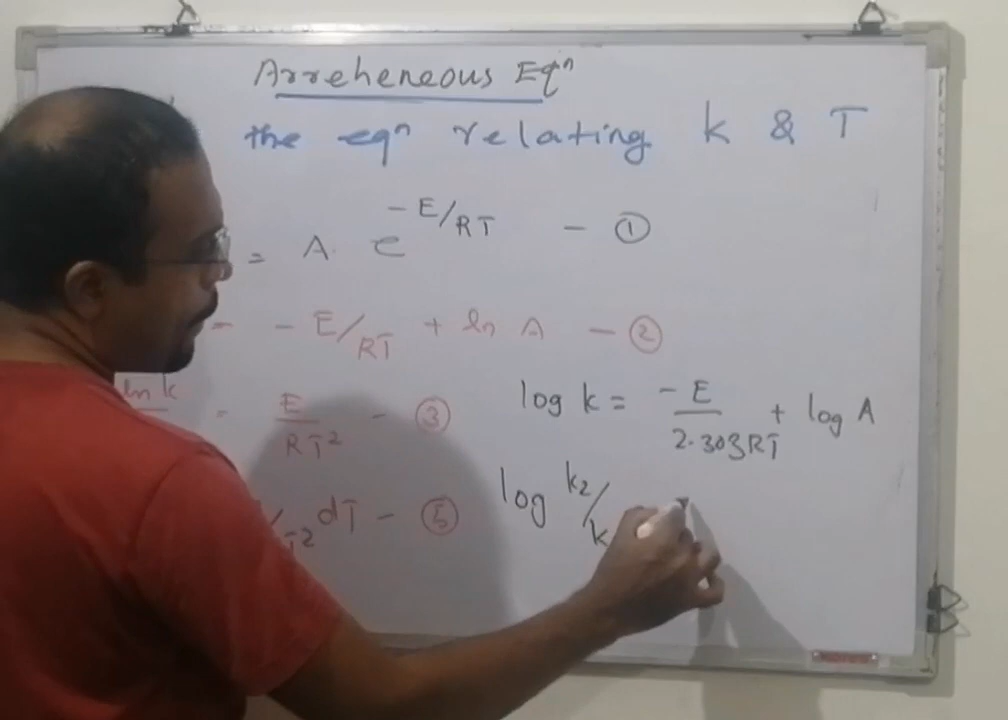 Arreheneous Eqⁿ
the eqⁿ relating k & T
= A. e^-E/RT - ①
= - E/RT + ln A - ②
ln k = E/RT² - ③
log k = -E/2.303RT + log A
/T² dT - ⑤
log k₂/k